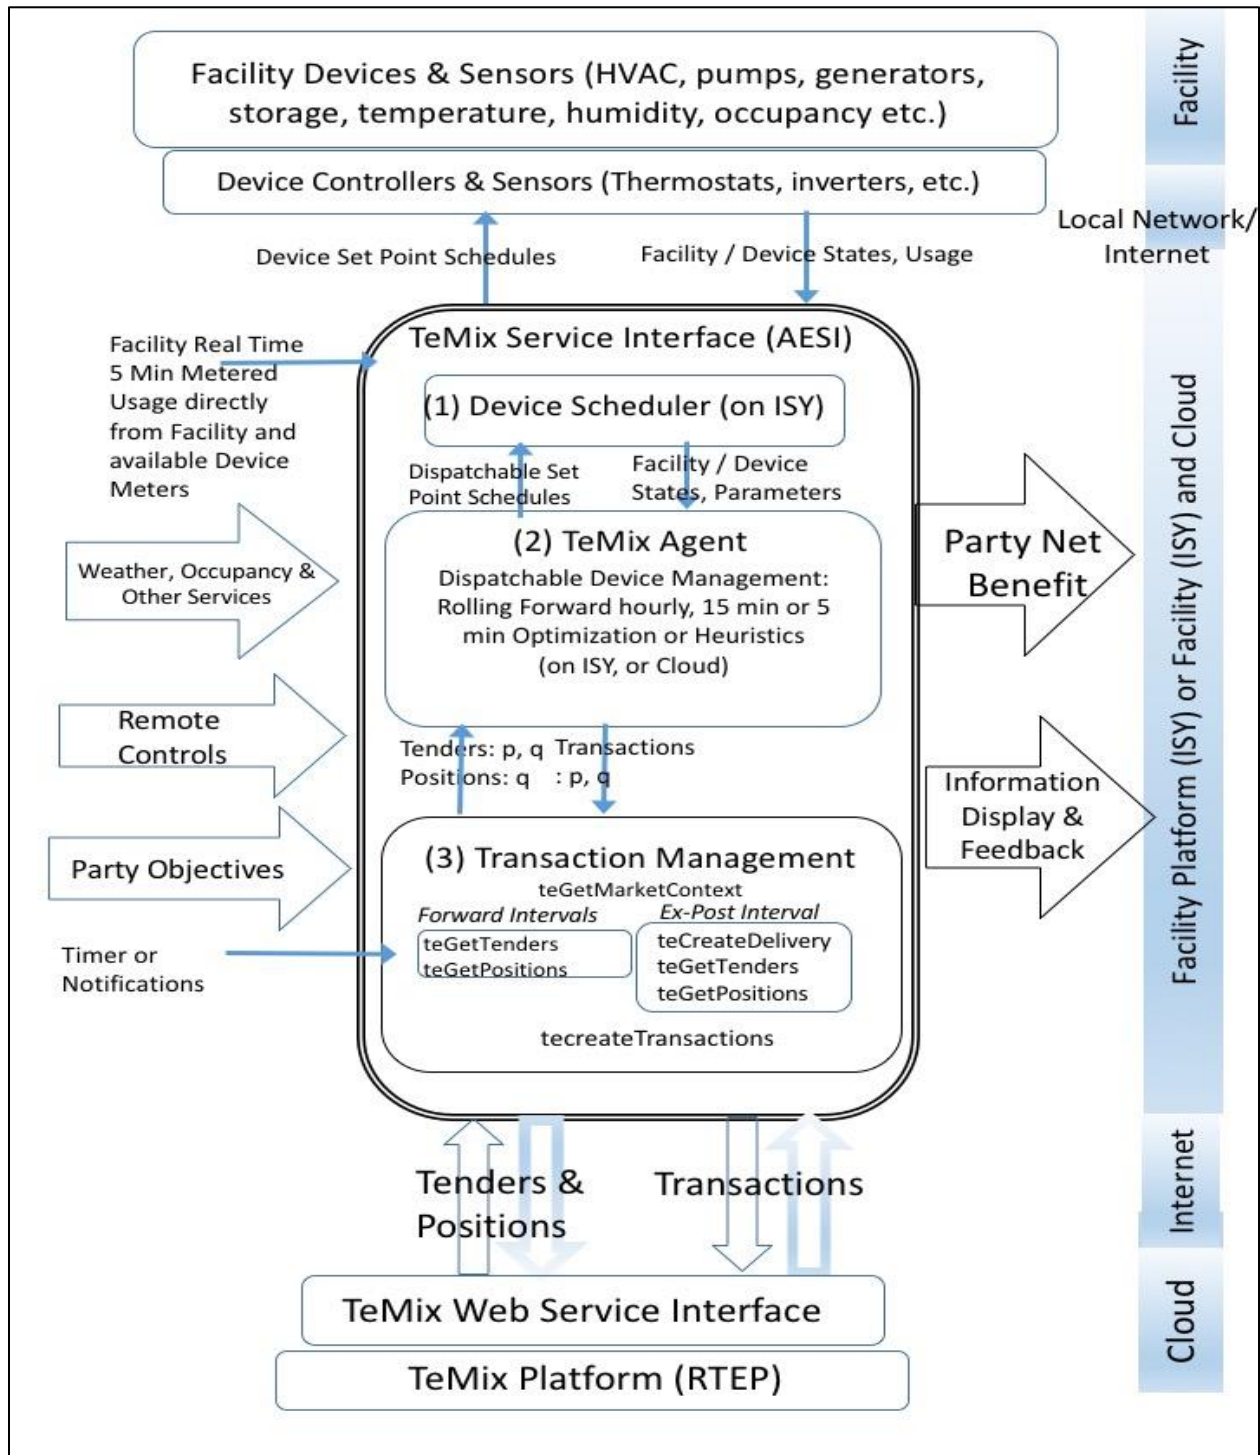 Facility Devices & Sensors (HVAC, pumps, generators,
storage, temperature, humidity, occupancy etc.)
Device Controllers & Sensors (Thermostats, inverters, etc.)
Device Set Point Schedules
Facility / Device States, Usage
TeMix Service Interface (AESI)
Facility Real Time
5 Min Metered
Usage directly
from Facility and
available Device
Meters
(1) Device Scheduler (on ISY)
Dispatchable Set
Point Schedules
Facility / Device
States, Parameters
(2) TeMix Agent
Dispatchable Device Management:
Rolling Forward hourly, 15 min or 5
min Optimization or Heuristics
(on ISY, or Cloud)
Weather, Occupancy &
Other Services
Remote
Controls
Party Objectives
Timer or
Notifications
Party Net
Benefit
Information
Display &
Feedback
Tenders: p, q
Positions: q
Transactions
: p, q
(3) Transaction Management
teGetMarketContext
Forward Intervals
teGetTenders
teGetPositions
Ex-Post Interval
teCreateDelivery
teGetTenders
teGetPositions
tecreateTransactions
Tenders &
Positions
Transactions
TeMix Web Service Interface
TeMix Platform (RTEP)
Facility
Local Network/
Internet
Facility Platform (ISY) or Facility (ISY) and Cloud
Internet
Cloud